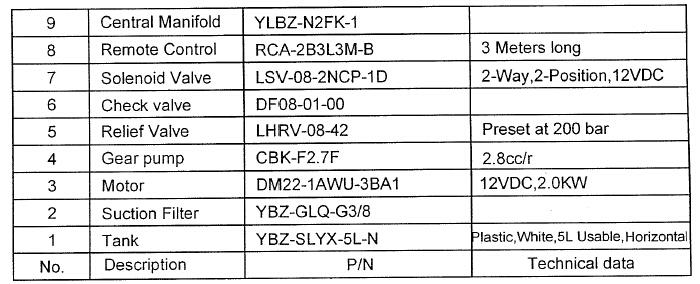 9 Central Manifold YLBZ-N2FK-1
8 Remote Control RCA-2B3L3M-B 3 Meters long
7 Solenoid Valve LSV-08-2NCP-1D 2-Way,2-Position,12VDC
6 Check valve DF08-01-00
5 Relief Valve LHRV-08-42 Preset at 200 bar
4 Gear pump CBK-F2.7F 2.8cc/r
3 Motor DM22-1AWU-3BA1 12VDC,2.0KW
2 Suction Filter YBZ-GLQ-G3/8
1 Tank YBZ-SLYX-5L-N Plastic,White,5L Usable,Horizontal
No. Description P/N Technical data